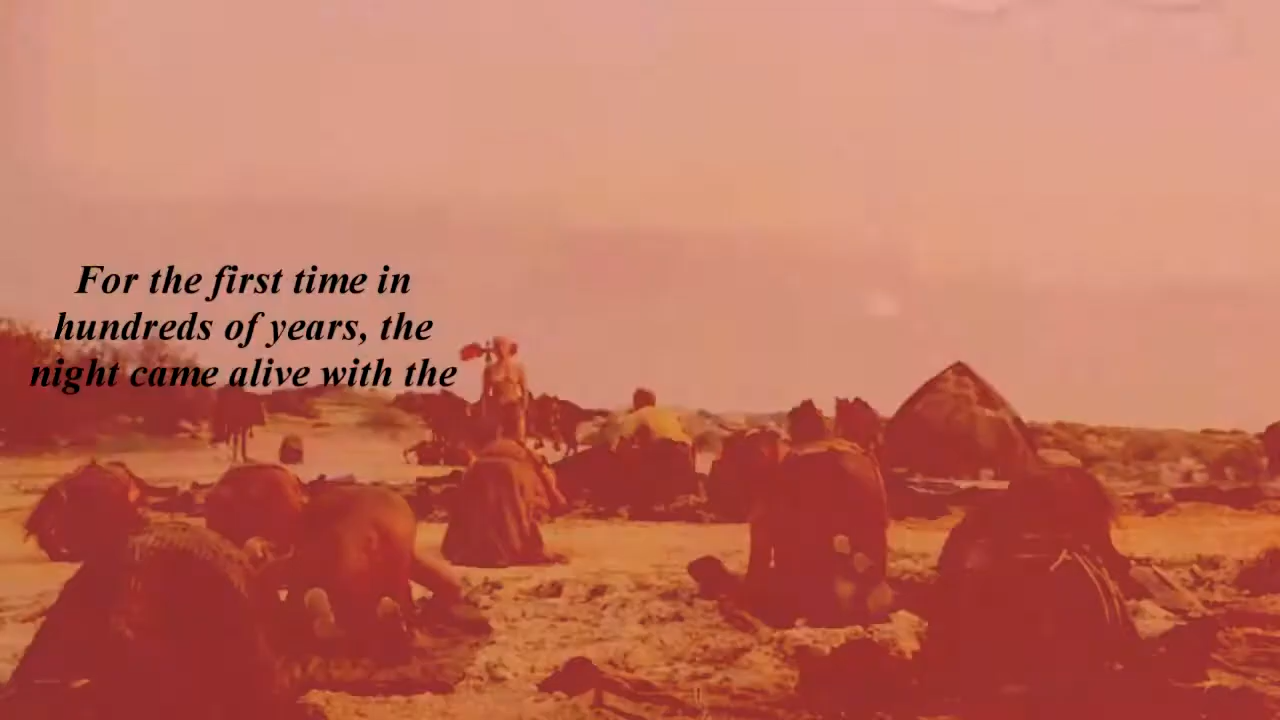 For the first time in
hundreds of years, the
night came alive with the